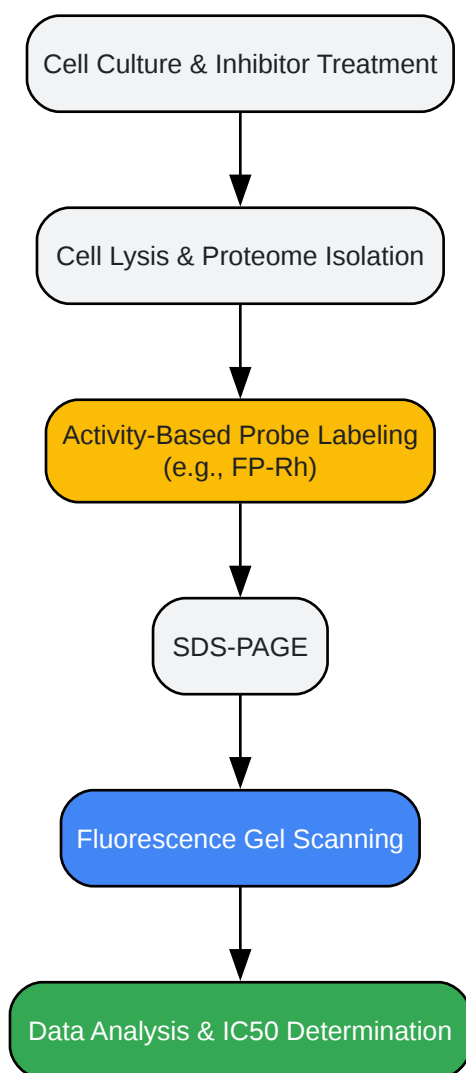 Cell Culture & Inhibitor Treatment
Cell Lysis & Proteome Isolation
Activity-Based Probe Labeling
(e.g., FP-Rh)
SDS-PAGE
Fluorescence Gel Scanning
Data Analysis & IC50 Determination